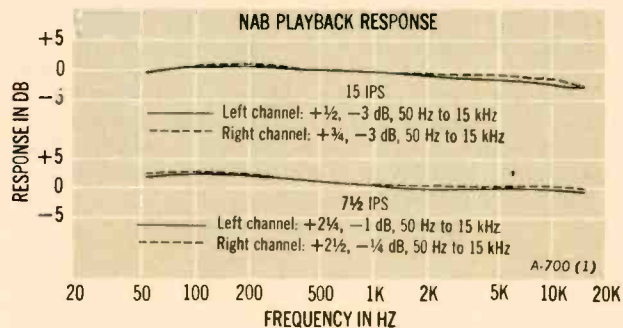 NAB PLAYBACK RESPONSE
+5
0
−5
15 IPS
Left channel: +½, −3 dB, 50 Hz to 15 kHz
Right channel: +¾, −3 dB, 50 Hz to 15 kHz
+5
0
−5
7½ IPS
Left channel: +2¼, −1 dB, 50 Hz to 15 kHz
Right channel: +2½, −¼ dB, 50 Hz to 15 kHz
A-700 (1)
RESPONSE IN DB
20 50 100 200 500 1K 2K 5K 10K 20K
FREQUENCY IN HZ